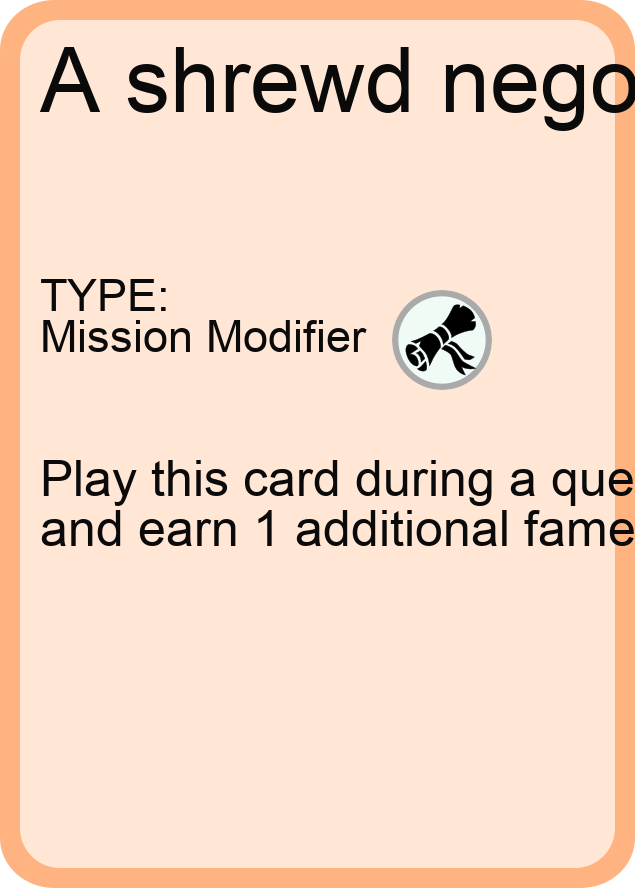 A shrewd nego
TYPE:
Mission Modifier
Play this card during a que
and earn 1 additional fame